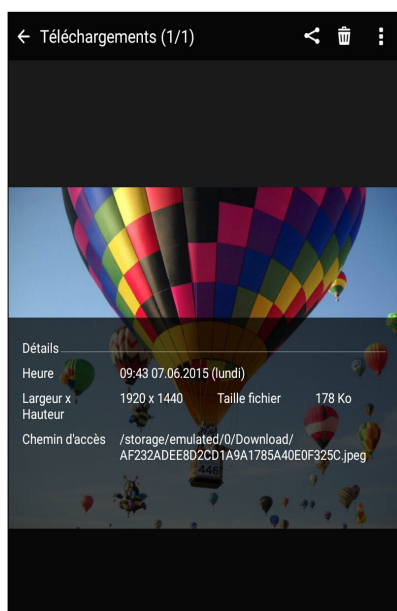 Téléchargements (1/1)
Détails
Heure 09:43 07.06.2015 (lundi)
Largeur x 1920 x 1440 Taille fichier 178 Ko
Hauteur
Chemin d'accès /storage/emulated/0/Download/
AF232ADEE8D2CD1A9A1785A40E0F325C.jpeg
446